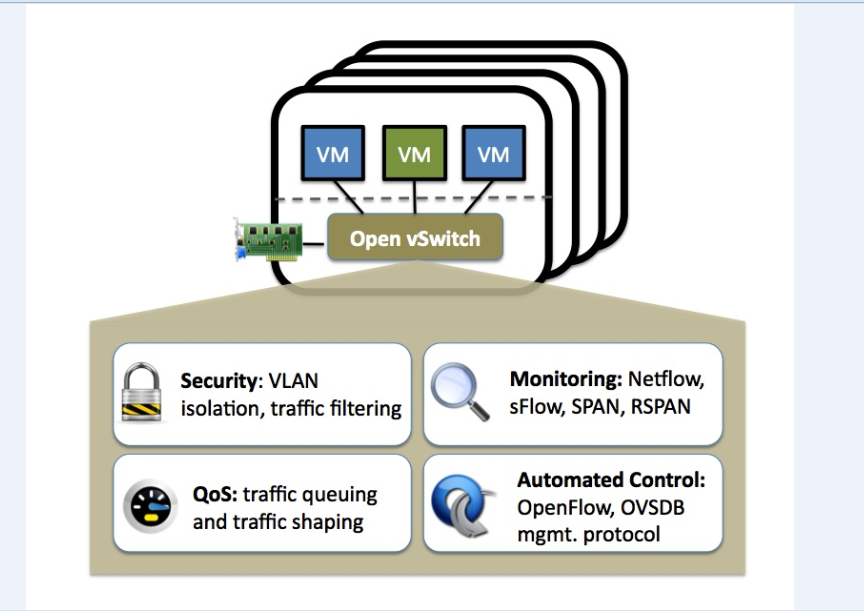 VM
VM
VM
Open vSwitch
Security: VLAN
isolation, traffic filtering
Monitoring: Netflow,
sFlow, SPAN, RSPAN
QoS: traffic queuing
and traffic shaping
Automated Control:
OpenFlow, OVSDB
mgmt. protocol